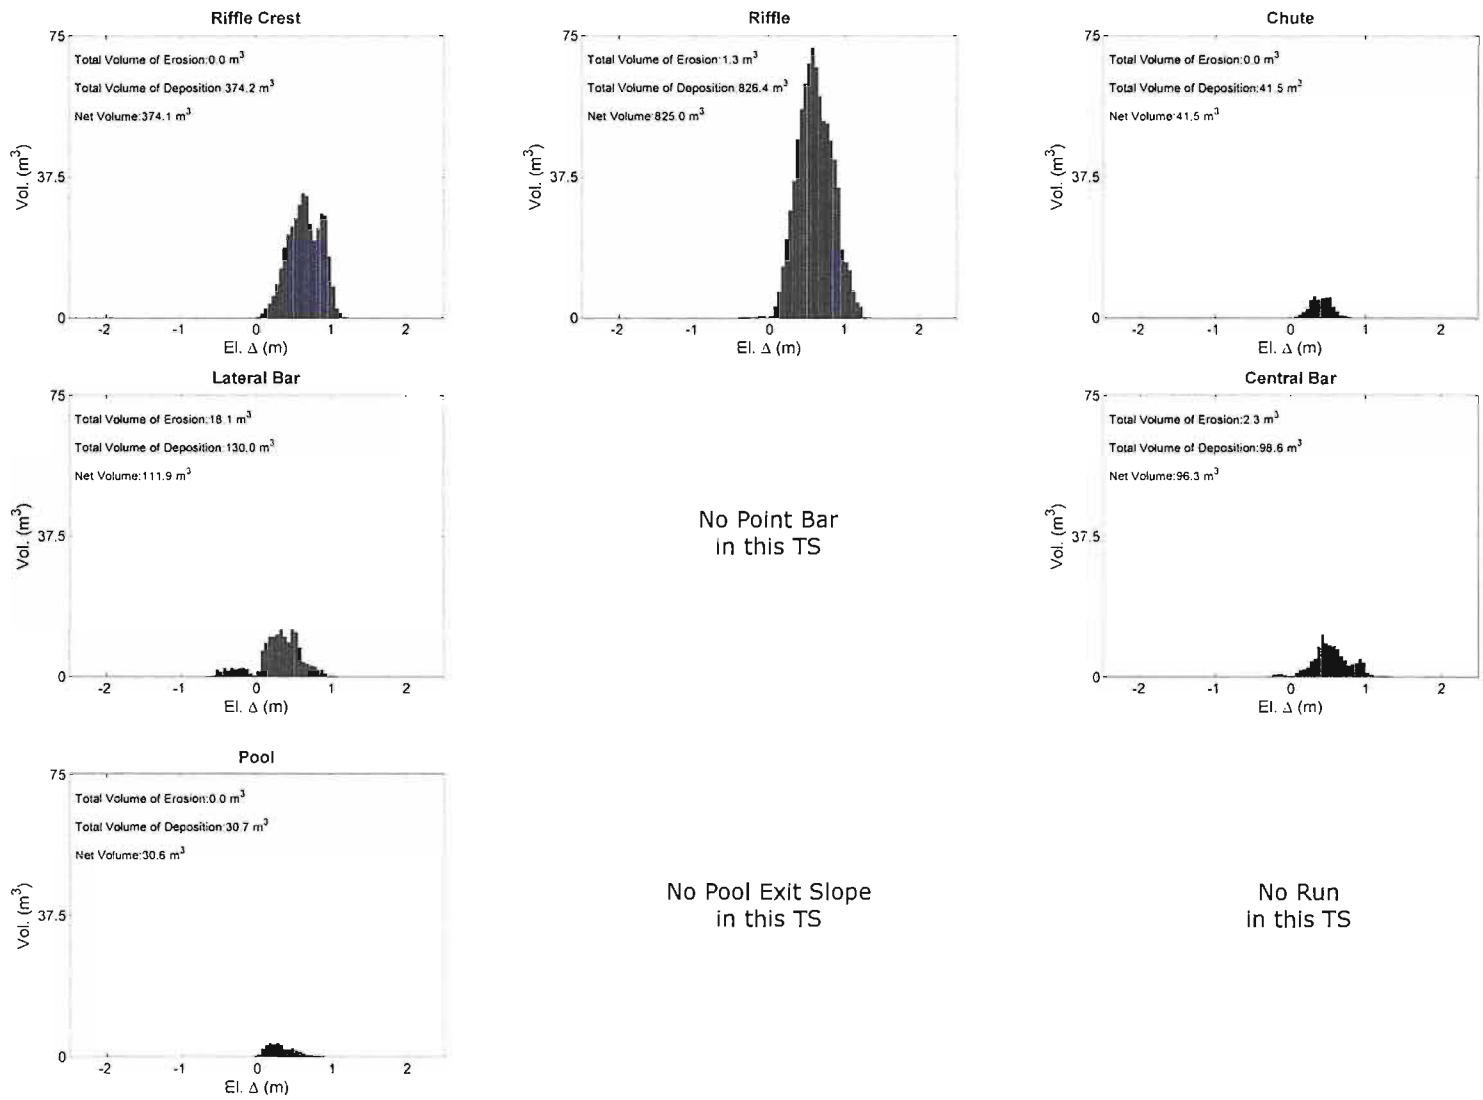 Riffle Crest
75
Total Volume of Erosion:0.0 m³
Total Volume of Deposition:374.2 m³
Net Volume:374.1 m³
Vol. (m³)
37.5
0
-2 -1 0 1 2
El. Δ (m)
Riffle
75
Total Volume of Erosion:1.3 m³
Total Volume of Deposition:826.4 m³
Net Volume:825.0 m³
Vol. (m³)
37.5
0
-2 -1 0 1 2
El. Δ (m)
Chute
75
Total Volume of Erosion:0.0 m³
Total Volume of Deposition:41.5 m³
Net Volume:41.5 m³
Vol. (m³)
37.5
0
-2 -1 0 1 2
El. Δ (m)
Lateral Bar
75
Total Volume of Erosion:18.1 m³
Total Volume of Deposition:130.0 m³
Net Volume:111.9 m³
Vol. (m³)
37.5
0
-2 -1 0 1 2
El. Δ (m)
No Point Bar
in this TS
Central Bar
75
Total Volume of Erosion:2.3 m³
Total Volume of Deposition:98.6 m³
Net Volume:96.3 m³
Vol. (m³)
37.5
0
-2 -1 0 1 2
El. Δ (m)
Pool
75
Total Volume of Erosion:0.0 m³
Total Volume of Deposition:30.7 m³
Net Volume:30.6 m³
Vol. (m³)
37.5
0
-2 -1 0 1 2
El. Δ (m)
No Pool Exit Slope
in this TS
No Run
in this TS